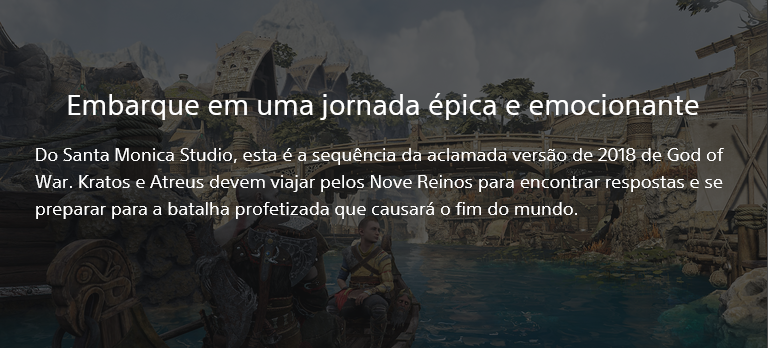 Embarque em uma jornada épica e emocionante
Do Santa Monica Studio, esta é a sequência da aclamada versão de 2018 de God of
War. Kratos e Atreus devem viajar pelos Nove Reinos para encontrar respostas e se
preparar para a batalha profetizada que causará o fim do mundo.